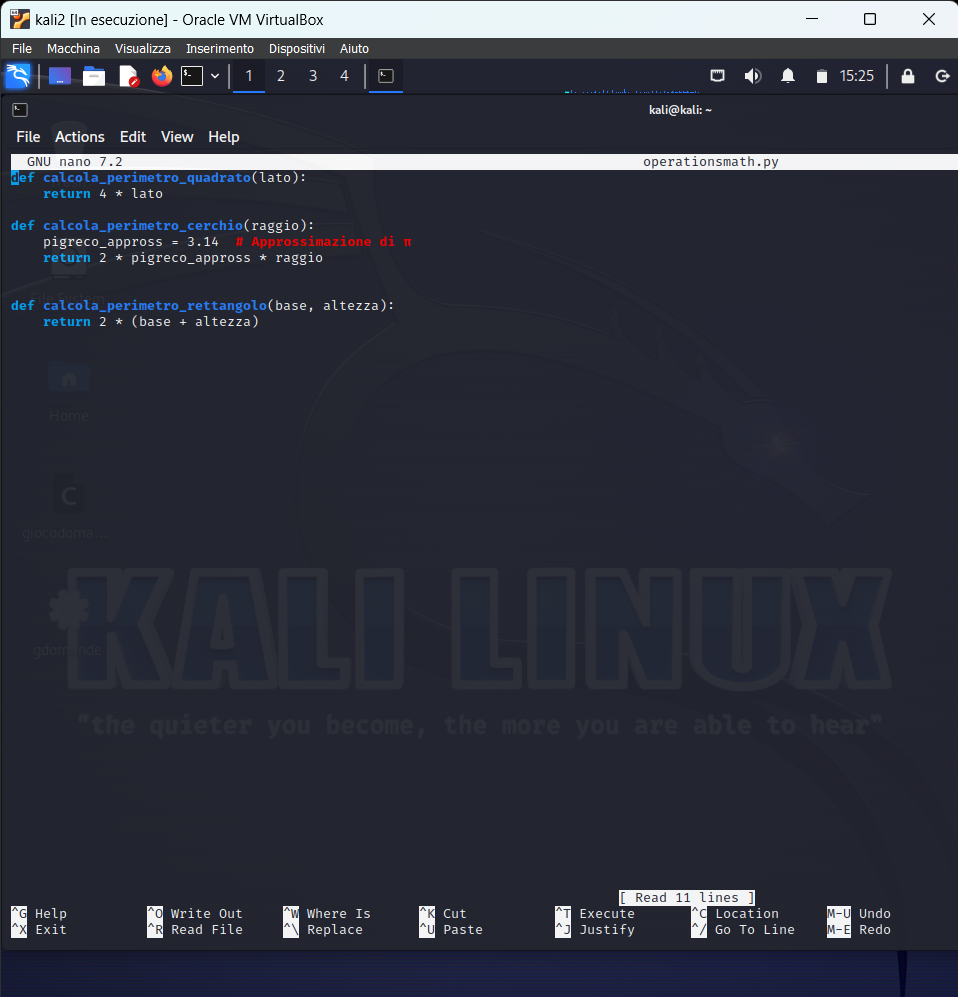 kali2 [In esecuzione] - Oracle VM VirtualBox
File Macchina Visualizza Inserimento Dispositivi Aiuto
1 2 3 4 15:25
kali@kali: ~
File Actions Edit View Help
GNU nano 7.2 operationsmath.py
def calcola_perimetro_quadrato(lato):
    return 4 * lato
def calcola_perimetro_cerchio(raggio):
    pigreco_appross = 3.14  # Approssimazione di π
    return 2 * pigreco_appross * raggio
def calcola_perimetro_rettangolo(base, altezza):
    return 2 * (base + altezza)
Home
C
giocodoma...
gdomande
KALI LINUX
"the quieter you become, the more you are able to hear"
[ Read 11 lines ]
^G Help ^O Write Out ^W Where Is ^K Cut ^T Execute ^C Location M-U Undo
^X Exit ^R Read File ^\ Replace ^U Paste ^J Justify ^/ Go To Line M-E Redo